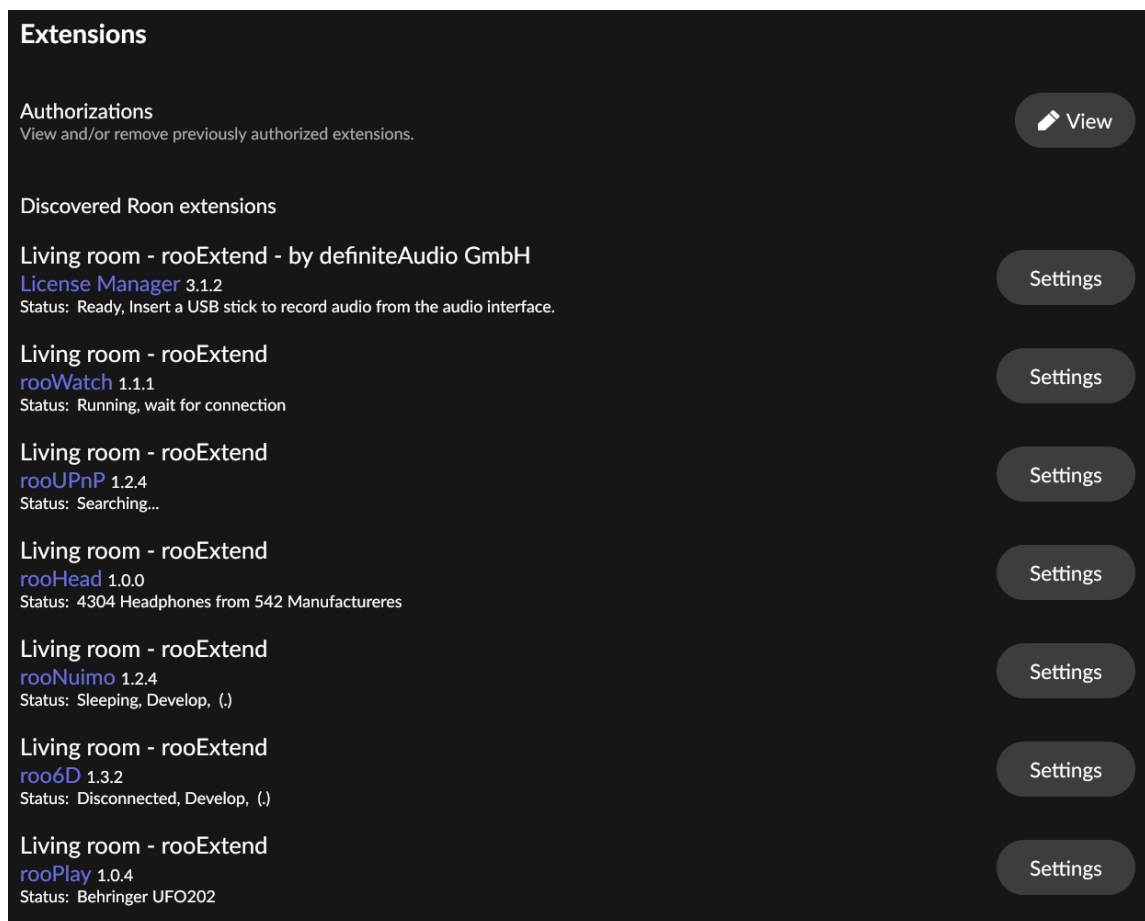 Extensions
Authorizations
View and/or remove previously authorized extensions.
View
Discovered Roon extensions
Living room - rooExtend - by definiteAudio GmbH
License Manager 3.1.2
Status: Ready, Insert a USB stick to record audio from the audio interface.
Settings
Living room - rooExtend
rooWatch 1.1.1
Status: Running, wait for connection
Settings
Living room - rooExtend
rooUPnP 1.2.4
Status: Searching...
Settings
Living room - rooExtend
rooHead 1.0.0
Status: 4304 Headphones from 542 Manufactureres
Settings
Living room - rooExtend
rooNuimo 1.2.4
Status: Sleeping, Develop, (.)
Settings
Living room - rooExtend
roo6D 1.3.2
Status: Disconnected, Develop, (.)
Settings
Living room - rooExtend
rooPlay 1.0.4
Status: Behringer UFO202
Settings